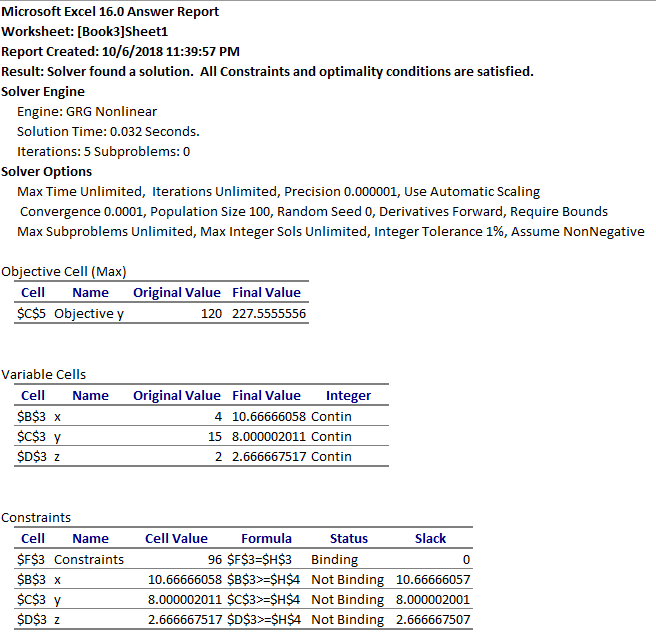 Microsoft Excel 16.0 Answer Report
Worksheet: [Book3]Sheet1
Report Created: 10/6/2018 11:39:57 PM
Result: Solver found a solution.  All Constraints and optimality conditions are satisfied.
Solver Engine
Engine: GRG Nonlinear
Solution Time: 0.032 Seconds.
Iterations: 5 Subproblems: 0
Solver Options
Max Time Unlimited,  Iterations Unlimited, Precision 0.000001, Use Automatic Scaling
Convergence 0.0001, Population Size 100, Random Seed 0, Derivatives Forward, Require Bounds
Max Subproblems Unlimited, Max Integer Sols Unlimited, Integer Tolerance 1%, Assume NonNegative
Objective Cell (Max)
Cell Name Original Value Final Value
$C$5 Objective y 120 227.5555556
Variable Cells
Cell Name Original Value Final Value Integer
$B$3 x 4 10.66666058 Contin
$C$3 y 15 8.000002011 Contin
$D$3 z 2 2.666667517 Contin
Constraints
Cell Name Cell Value Formula Status Slack
$F$3 Constraints 96 $F$3=$H$3 Binding 0
$B$3 x 10.66666058 $B$3>=$H$4 Not Binding 10.66666057
$C$3 y 8.000002011 $C$3>=$H$4 Not Binding 8.000002001
$D$3 z 2.666667517 $D$3>=$H$4 Not Binding 2.666667507